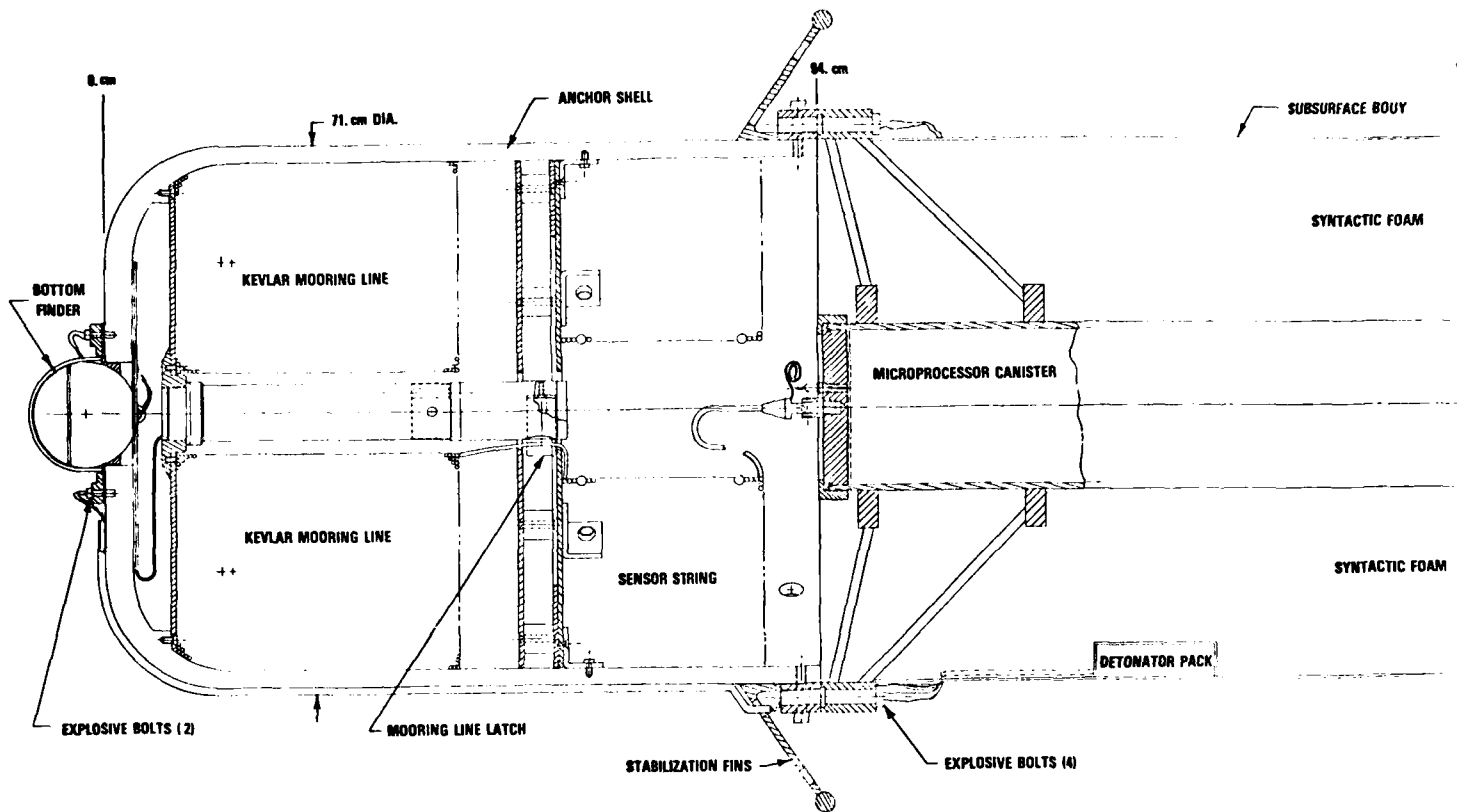 0. cm
94. cm
ANCHOR SHELL
71. cm DIA.
SUBSURFACE BOUY
SYNTACTIC FOAM
KEVLAR MOORING LINE
BOTTOM
FINDER
MICROPROCESSOR CANISTER
KEVLAR MOORING LINE
SENSOR STRING
SYNTACTIC FOAM
DETONATOR PACK
EXPLOSIVE BOLTS (2)
MOORING LINE LATCH
STABILIZATION FINS
EXPLOSIVE BOLTS (4)